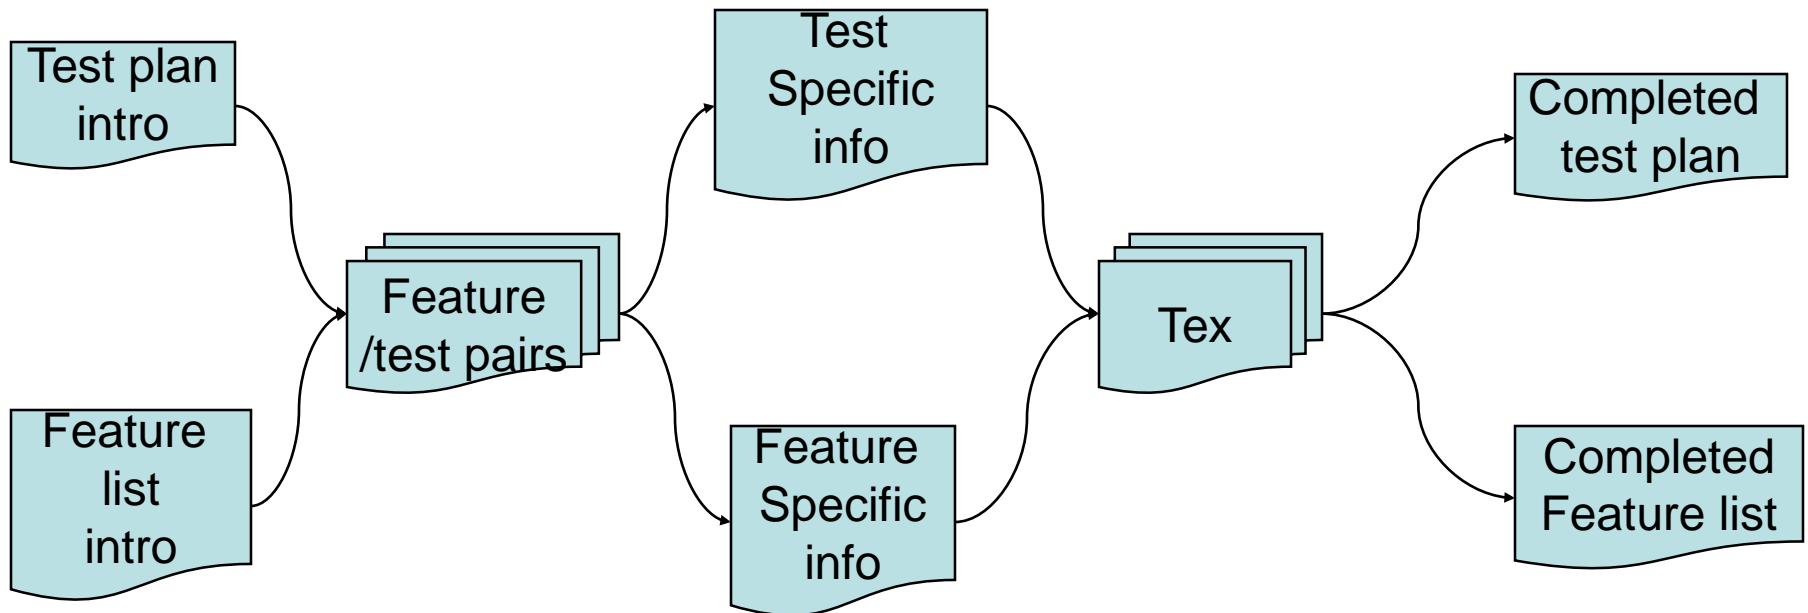 Test plan
intro
Feature
list
intro
Feature
/test pairs
Test
Specific
info
Feature
Specific
info
Tex
Completed
test plan
Completed
Feature list